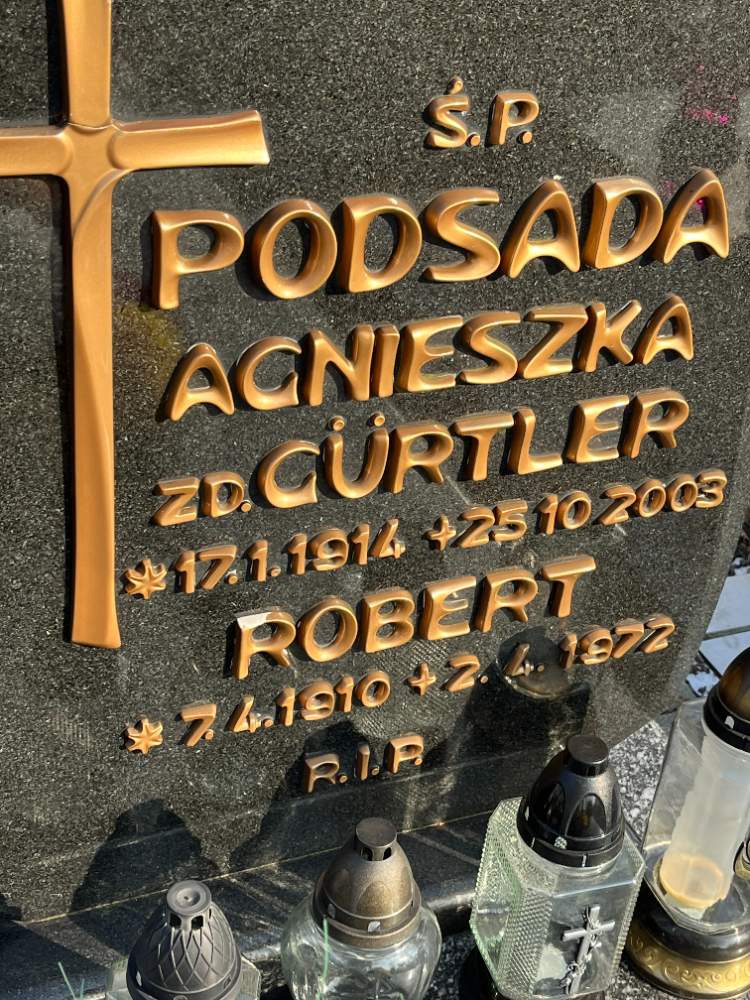 Ś.P.
PODSADA
AGNIESZKA
ZD. GÜRTLER
*17.1.1914 +25 10 2003
ROBERT
* 7.4.1910 + 2. 4. 1972
R.I.P.